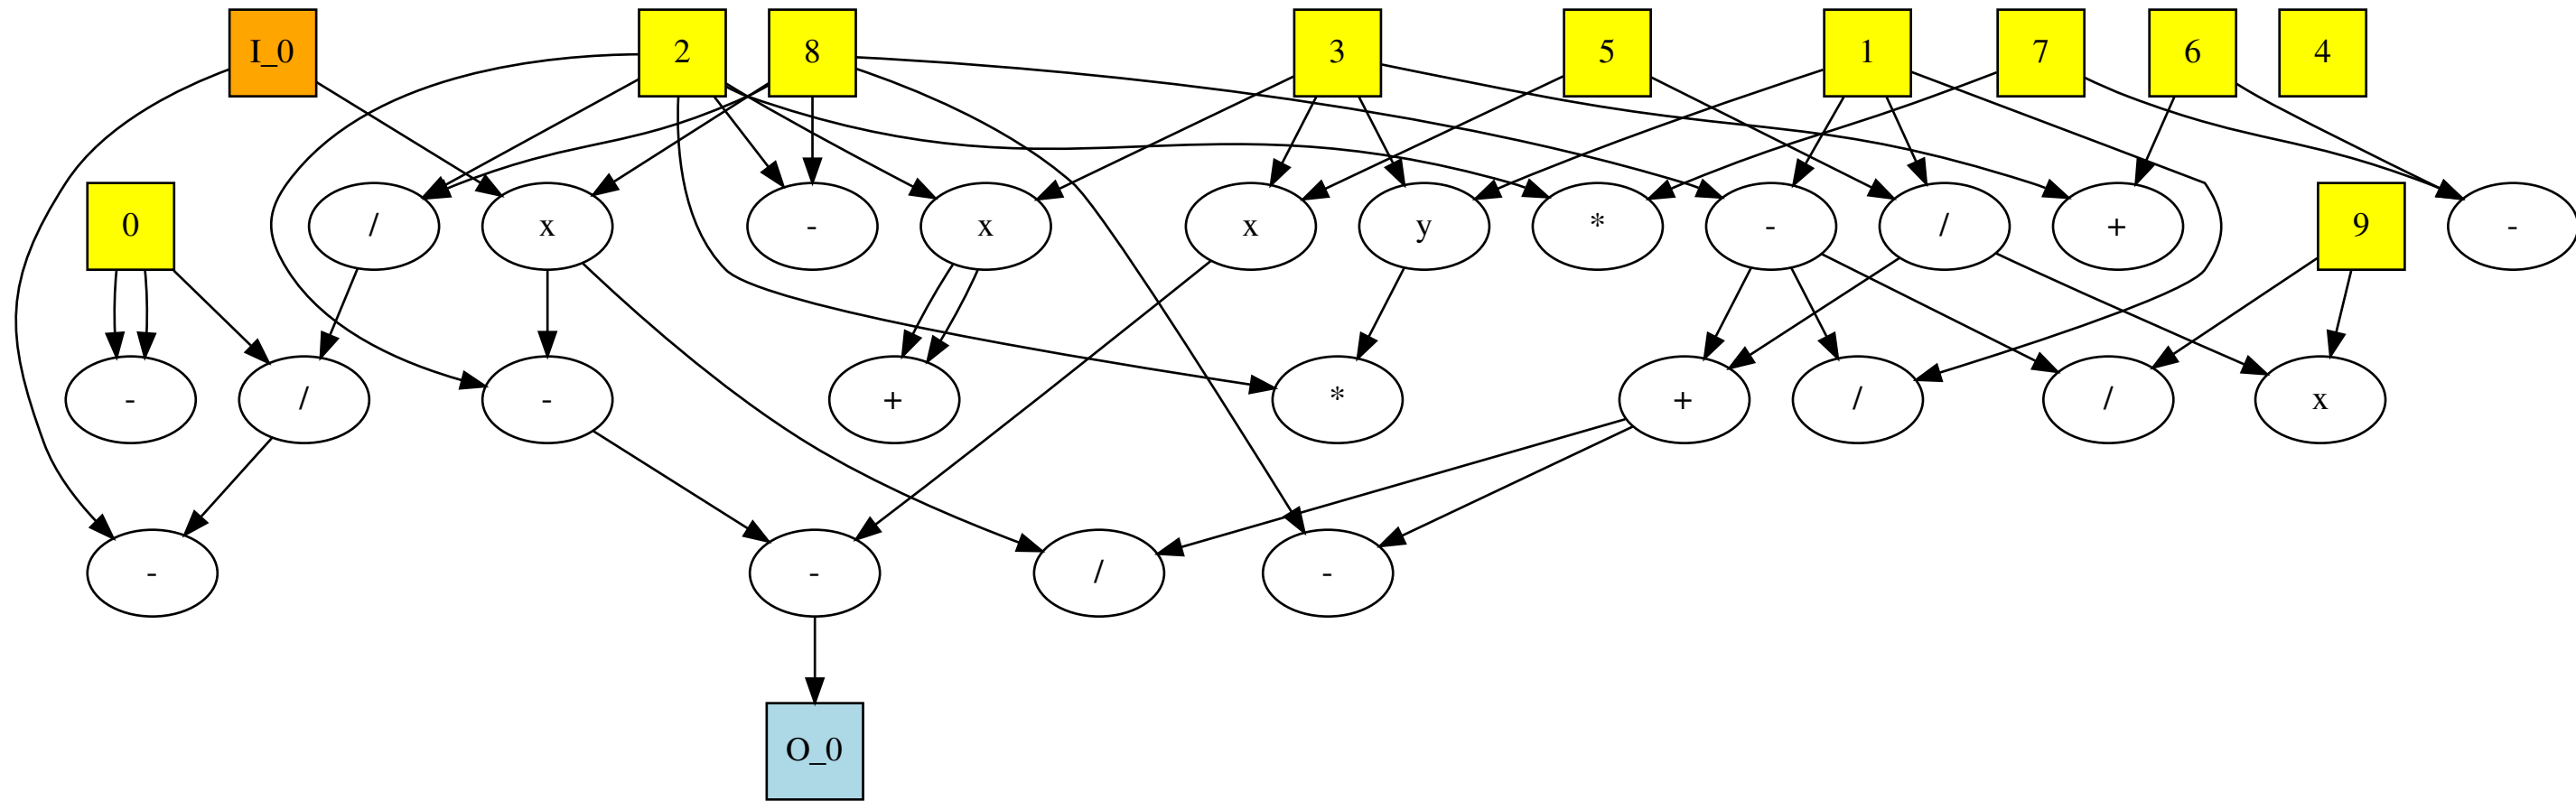 I_0 2 8 3 5 1 7 6 4
0 / x - x x y * - / + - 9
- / - + * + / / x
- - / -
O_0